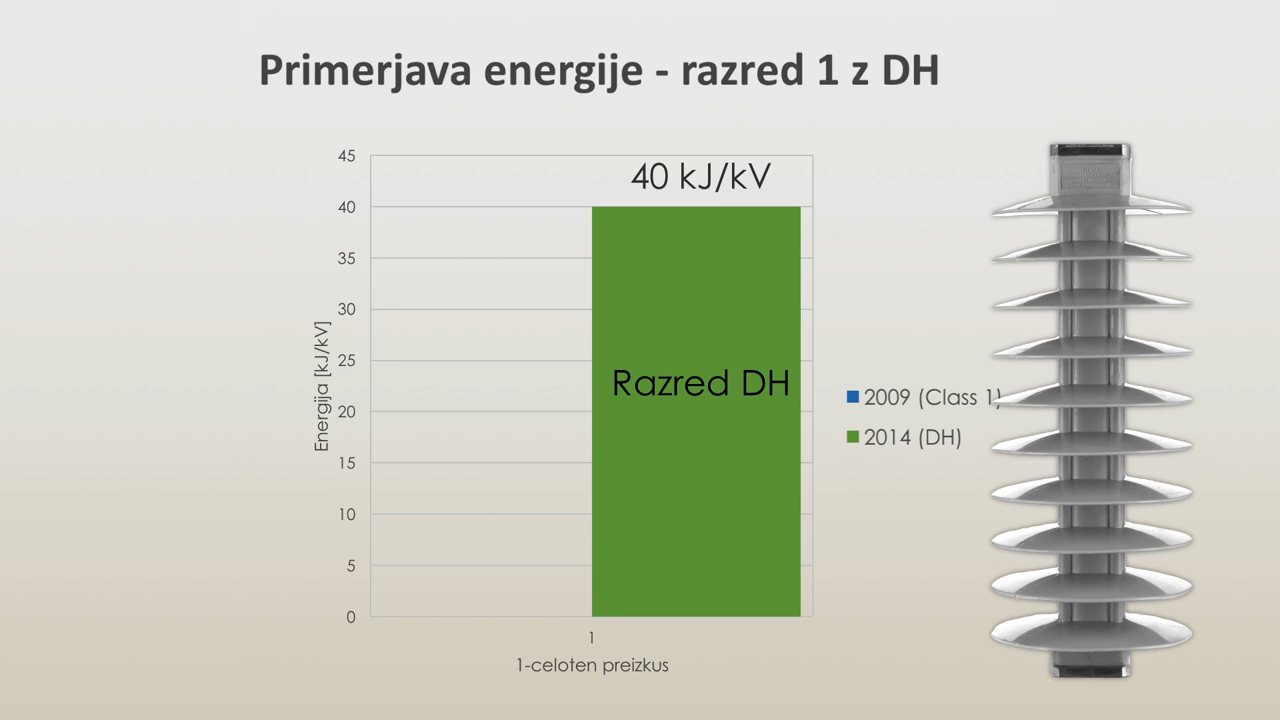 Primerjava energije - razred 1 z DH
45
40 kJ/kV
40
35
30
25
20
15
10
5
0
Energija [kJ/kV]
Razred DH
2009 (Class 1)
2014 (DH)
1
1-celoten preizkus